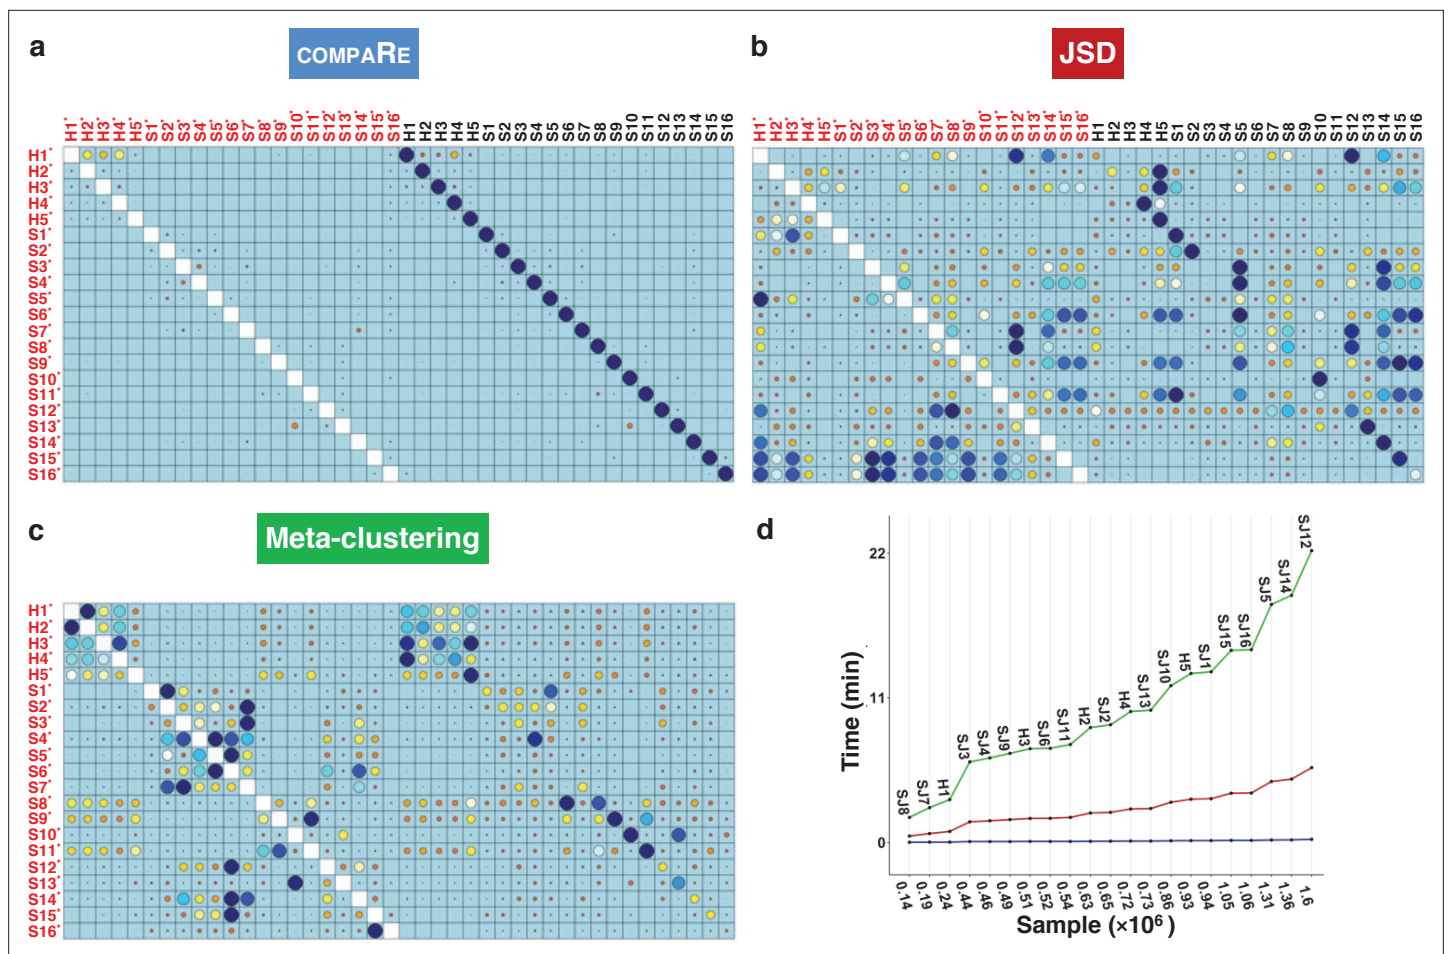 a
COMPARE
b
JSD
H1* H2* H3* H4* H5* S1* S2* S3* S4* S5* S6* S7* S8* S9* S10* S11* S12* S13* S14* S15* S16* H1 H2 H3 H4 H5 S1 S2 S3 S4 S5 S6 S7 S8 S9 S10 S11 S12 S13 S14 S15 S16
H1* H2* H3* H4* H5* S1* S2* S3* S4* S5* S6* S7* S8* S9* S10* S11* S12* S13* S14* S15* S16* H1 H2 H3 H4 H5 S1 S2 S3 S4 S5 S6 S7 S8 S9 S10 S11 S12 S13 S14 S15 S16
H1*
H2*
H3*
H4*
H5*
S1*
S2*
S3*
S4*
S5*
S6*
S7*
S8*
S9*
S10*
S11*
S12*
S13*
S14*
S15*
S16*
c
Meta-clustering
H1*
H2*
H3*
H4*
H5*
S1*
S2*
S3*
S4*
S5*
S6*
S7*
S8*
S9*
S10*
S11*
S12*
S13*
S14*
S15*
S16*
d
Time (min)
22
11
0
SJ8 SJ7 H1 SJ3 SJ4 SJ9 H3 SJ6 SJ11 H2 SJ2 H4 SJ13 SJ10 H5 SJ1 SJ15 SJ16 SJ5 SJ14 SJ12
0.14 0.19 0.24 0.44 0.46 0.49 0.51 0.52 0.54 0.63 0.65 0.72 0.73 0.86 0.93 0.94 1.05 1.06 1.31 1.36 1.6
Sample (×10⁶)